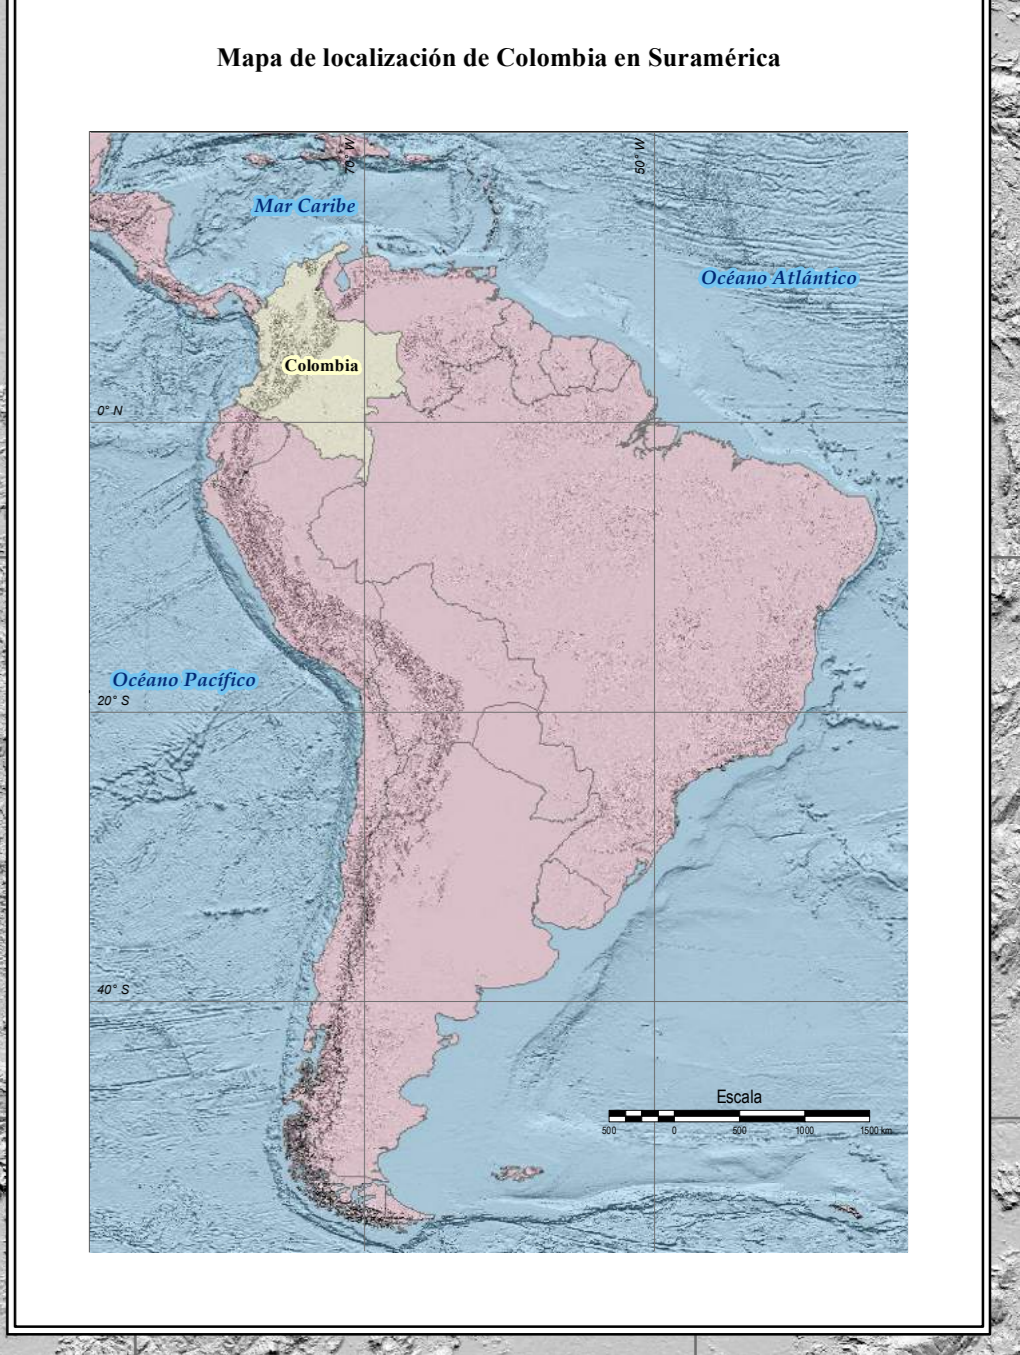 Mapa de localización de Colombia en Suramérica
70° W
50° W
Mar Caribe
Océano Atlántico
Colombia
0° N
Océano Pacífico
20° S
40° S
Escala
500 0 500 1000 1500 km